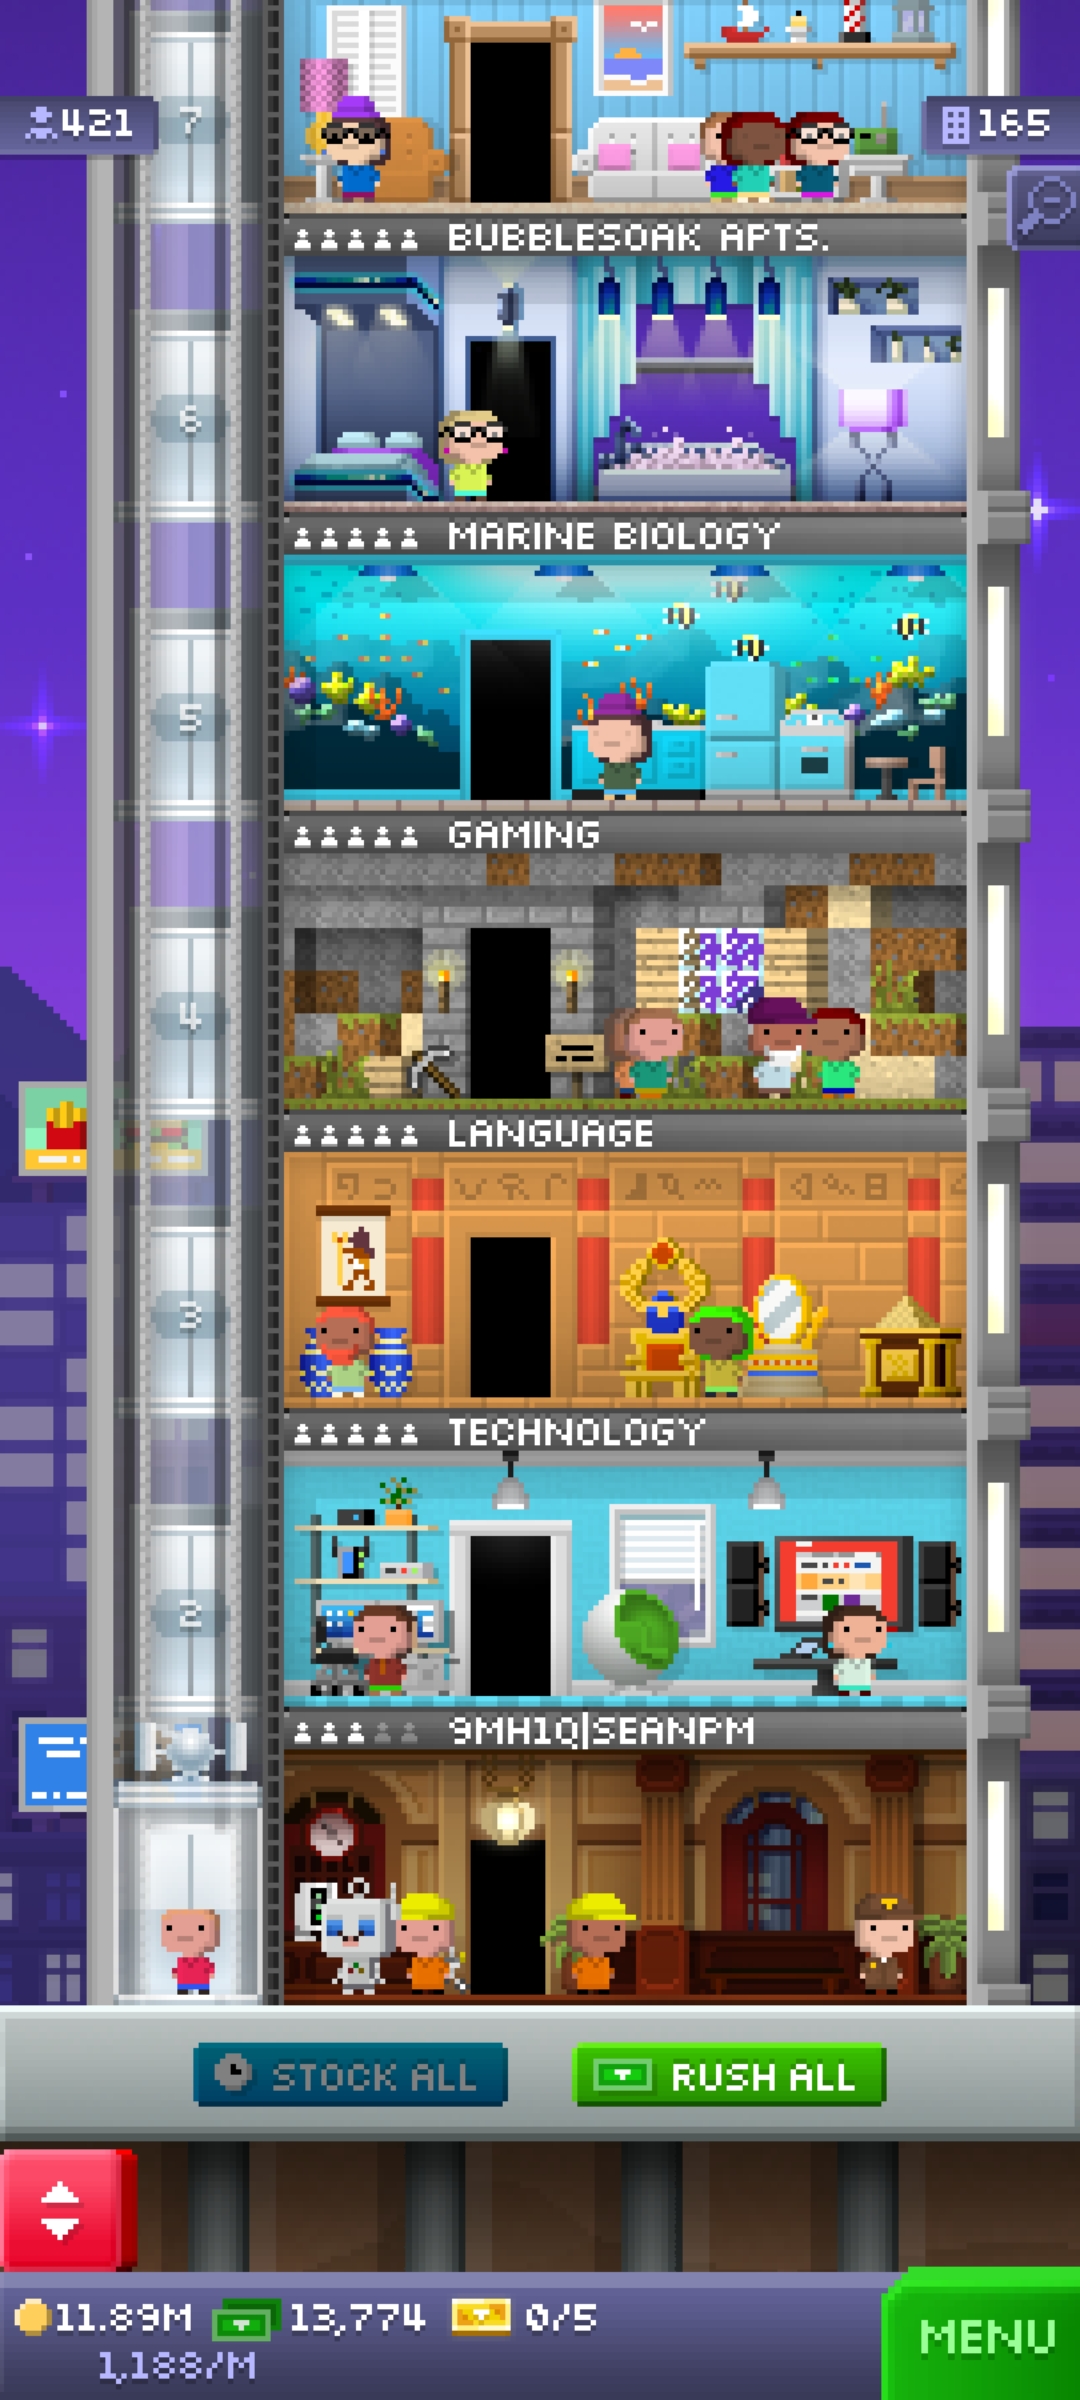 421
7
165
BUBBLESOAK APTS.
6
MARINE BIOLOGY
5
GAMING
4
LANGUAGE
3
TECHNOLOGY
2
9MH1Q|SEANPM
STOCK ALL
RUSH ALL
11.89M
13,774
0/5
MENU
1,188/M